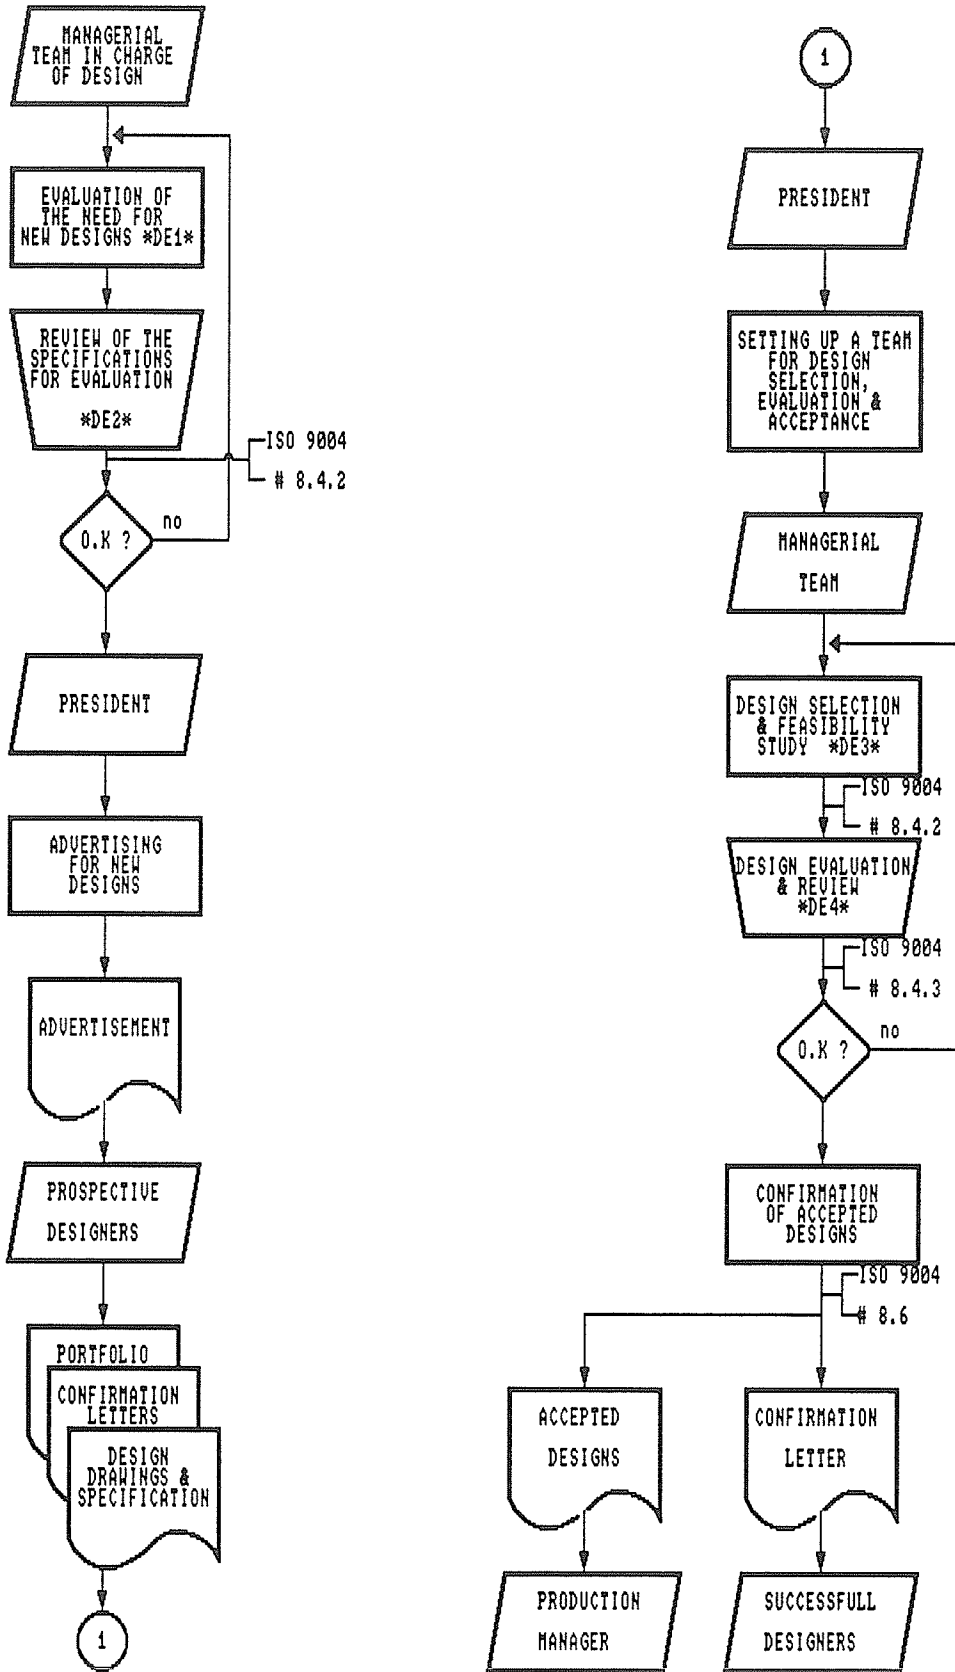 MANAGERIAL
TEAM IN CHARGE
OF DESIGN
EVALUATION OF
THE NEED FOR
NEW DESIGNS *DE1*
REVIEW OF THE
SPECIFICATIONS
FOR EVALUATION
*DE2*
ISO 9004
# 8.4.2
O.K ?
no
PRESIDENT
ADVERTISING
FOR NEW
DESIGNS
ADVERTISEMENT
PROSPECTIVE
DESIGNERS
PORTFOLIO
CONFIRMATION
LETTERS
DESIGN
DRAWINGS &
SPECIFICATION
1
1
PRESIDENT
SETTING UP A TEAM
FOR DESIGN
SELECTION,
EVALUATION &
ACCEPTANCE
MANAGERIAL
TEAM
DESIGN SELECTION
& FEASIBILITY
STUDY *DE3*
ISO 9004
# 8.4.2
DESIGN EVALUATION
& REVIEW
*DE4*
ISO 9004
# 8.4.3
O.K ?
no
CONFIRMATION
OF ACCEPTED
DESIGNS
ISO 9004
# 8.6
ACCEPTED
DESIGNS
CONFIRMATION
LETTER
PRODUCTION
MANAGER
SUCCESSFULL
DESIGNERS